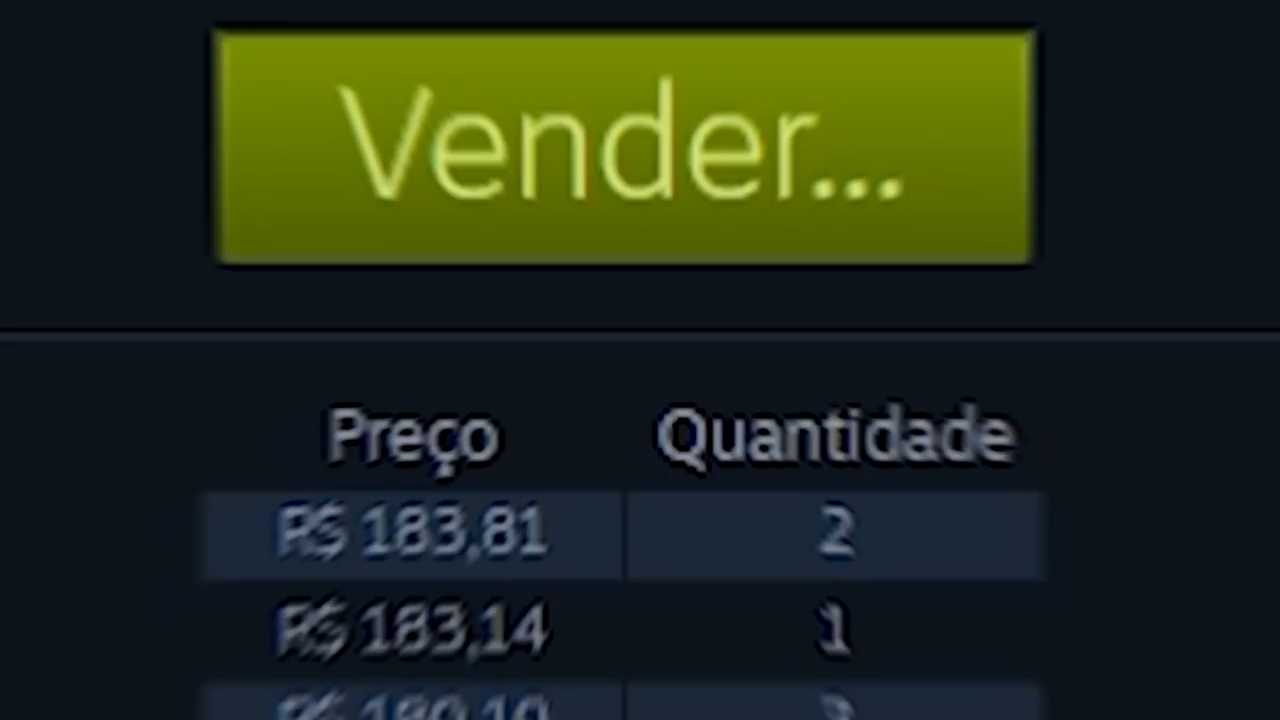 Vender...
Preço Quantidade
R$ 183,81 2
R$ 183,14 1